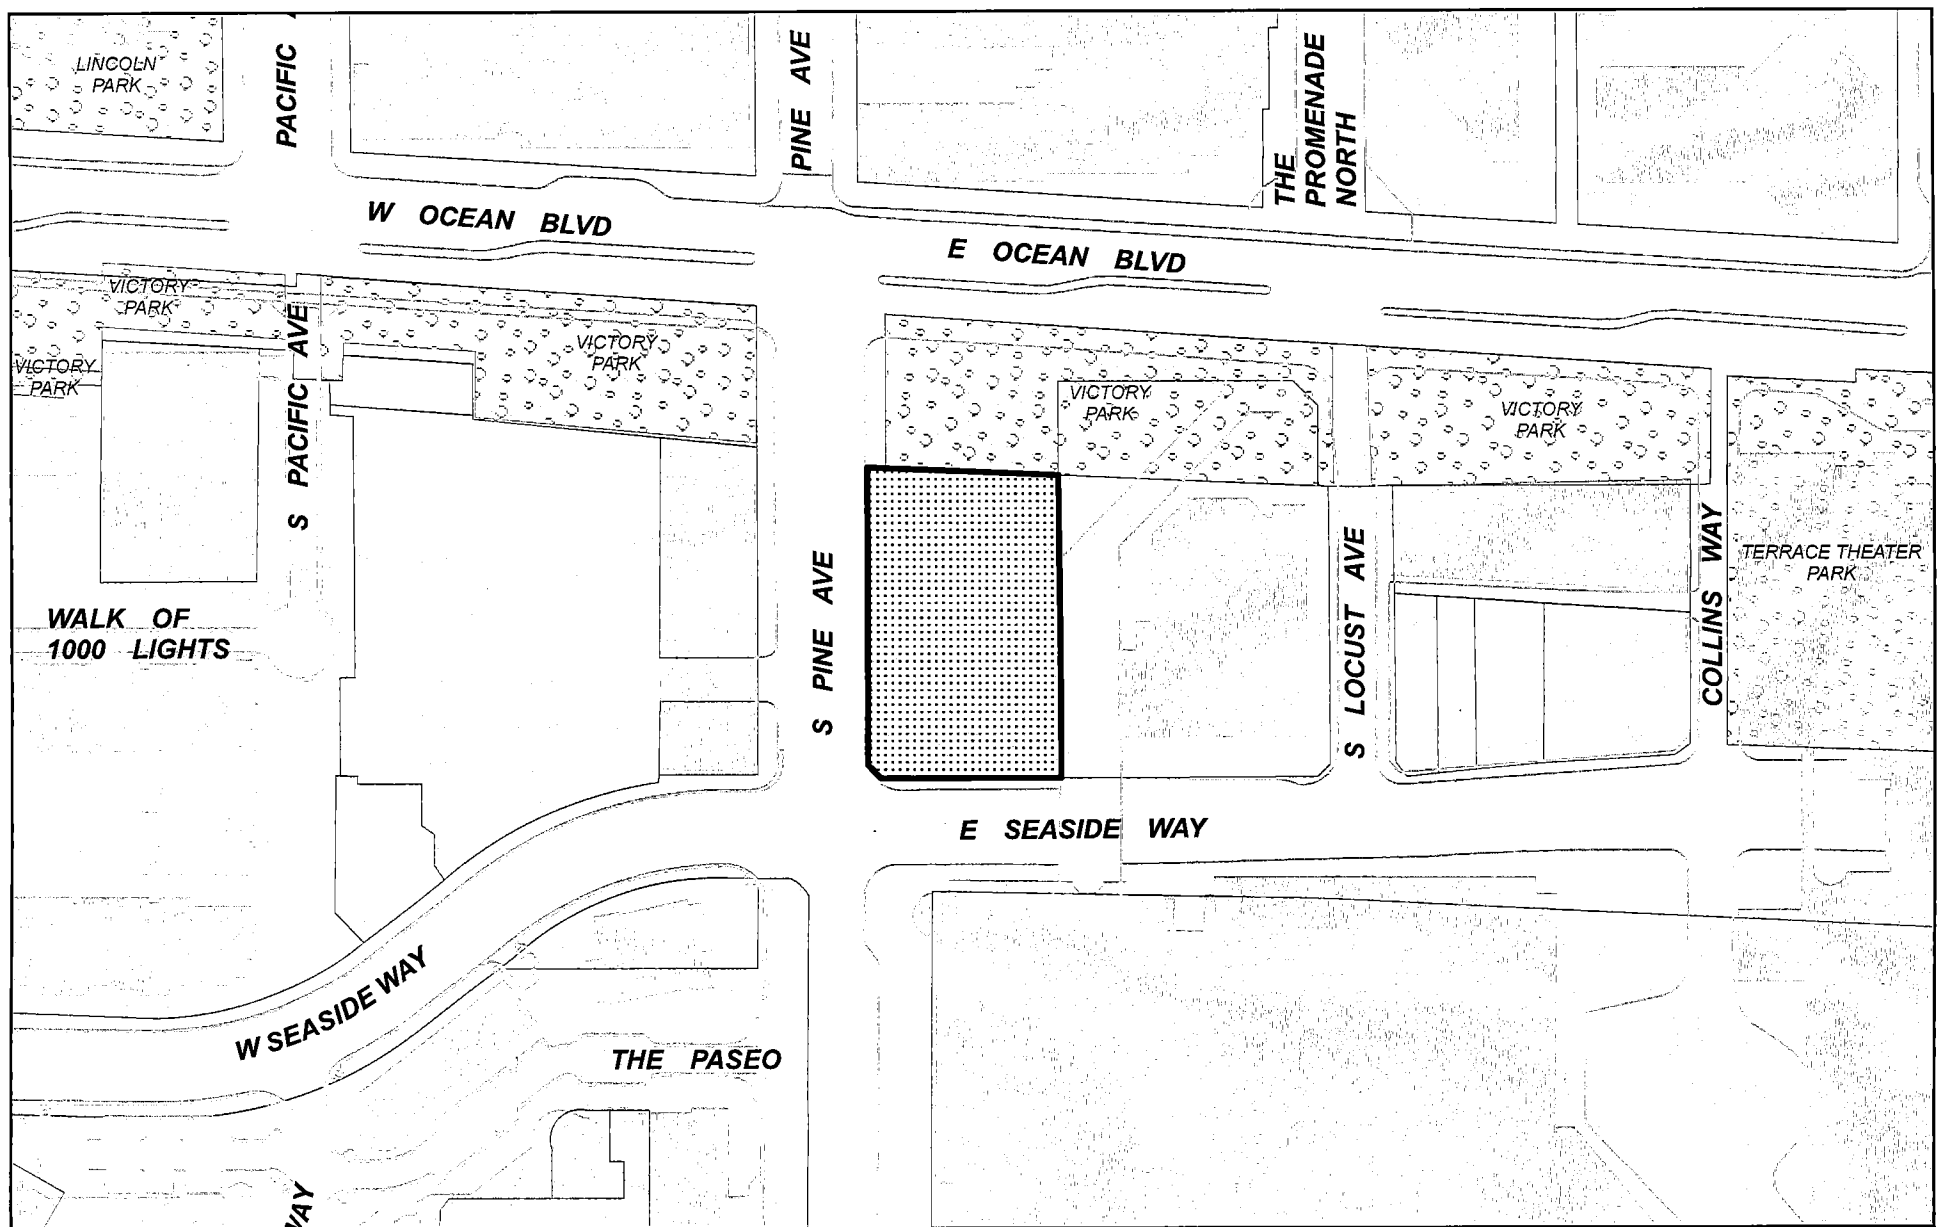 LINCOLN
PARK
PACIFIC
PINE AVE
THE
PROMENADE
NORTH
W OCEAN BLVD
E OCEAN BLVD
VICTORY
PARK
VICTORY
PARK
S PACIFIC AVE
VICTORY
PARK
VICTORY
PARK
VICTORY
PARK
S PINE AVE
S LOCUST AVE
COLLINS WAY
TERRACE THEATER
PARK
WALK OF
1000 LIGHTS
E SEASIDE WAY
W SEASIDE WAY
THE PASEO
WAY